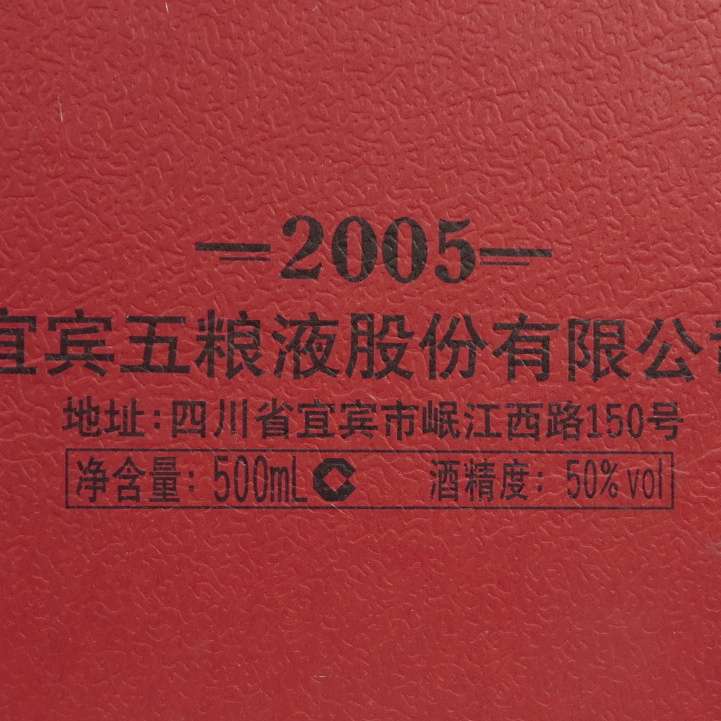 2005
宜宾五粮液股份有限公司
地址:四川省宜宾市岷江西路150号
净含量: 500mL 酒精度: 50%vol